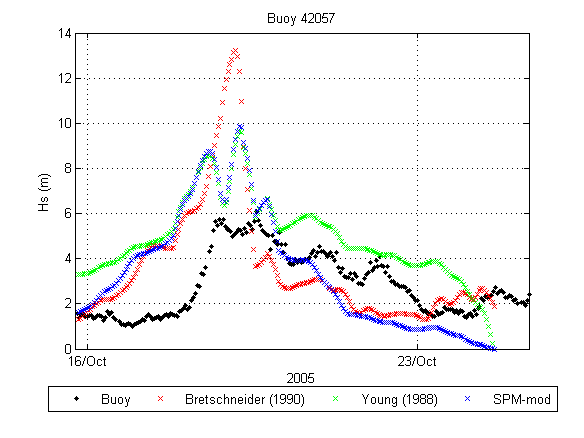 Buoy 42057
14
12
10
8
6
4
2
0
Hs (m)
16/Oct 23/Oct
2005
Buoy Bretschneider (1990) Young (1988) SPM-mod